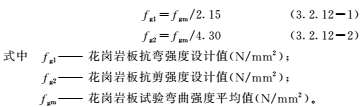 f_g1＝f_gm/2.15 (3.2.12－1)
f_g2＝f_gm/4.30 (3.2.12－2)
式中 f_g1——花岗岩板抗弯强度设计值(N/mm²)；
f_g2——花岗岩板抗剪强度设计值(N/mm²)；
f_gm——花岗岩板试验弯曲强度平均值(N/mm²)。